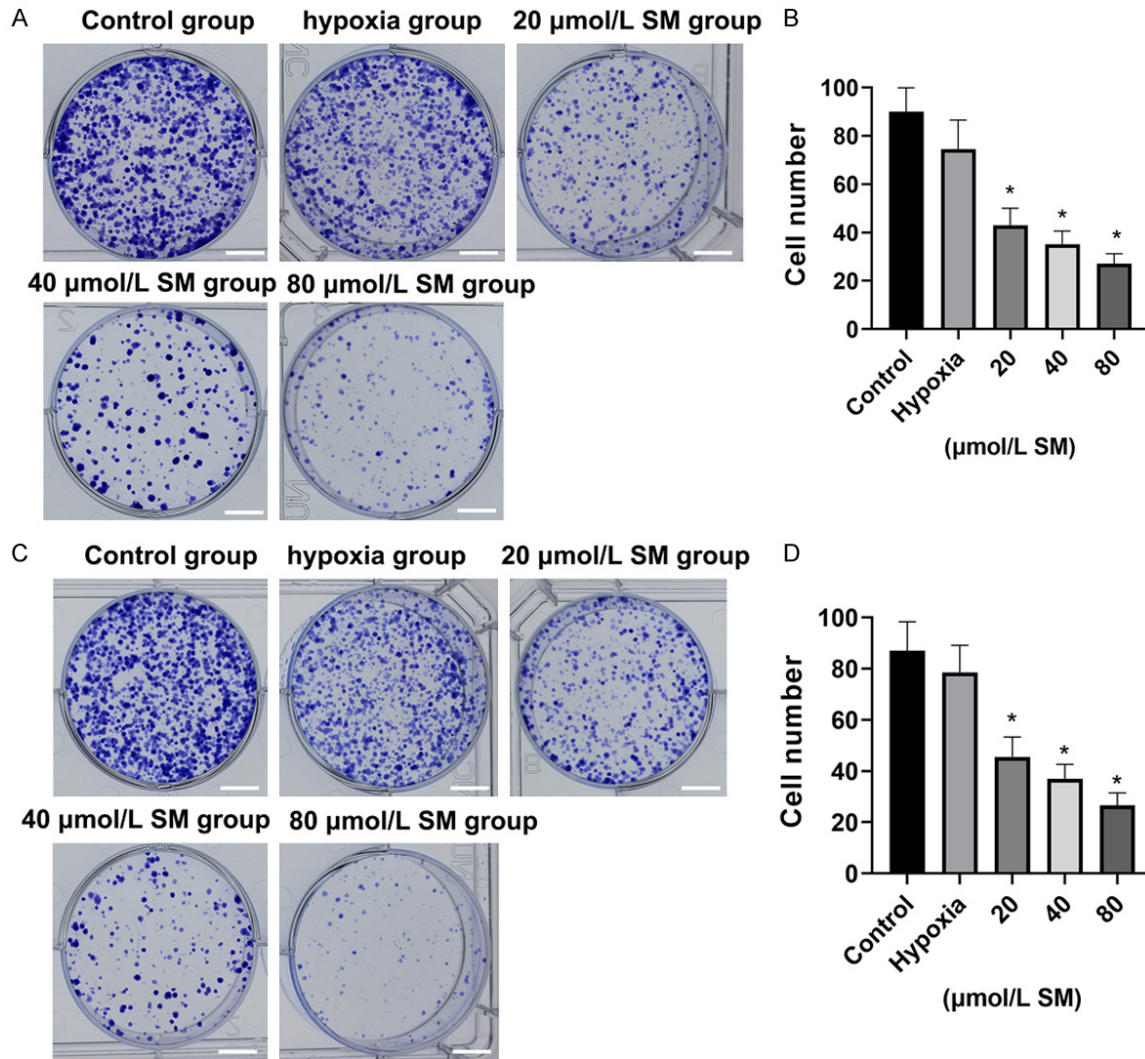 A
Control group
hypoxia group
20 μmol/L SM group
40 μmol/L SM group
80 μmol/L SM group
B
Cell number
100
80
60
40
20
0
*
*
*
Control
Hypoxia
20
40
80
(μmol/L SM)
C
Control group
hypoxia group
20 μmol/L SM group
40 μmol/L SM group
80 μmol/L SM group
D
Cell number
100
80
60
40
20
0
*
*
*
Control
Hypoxia
20
40
80
(μmol/L SM)